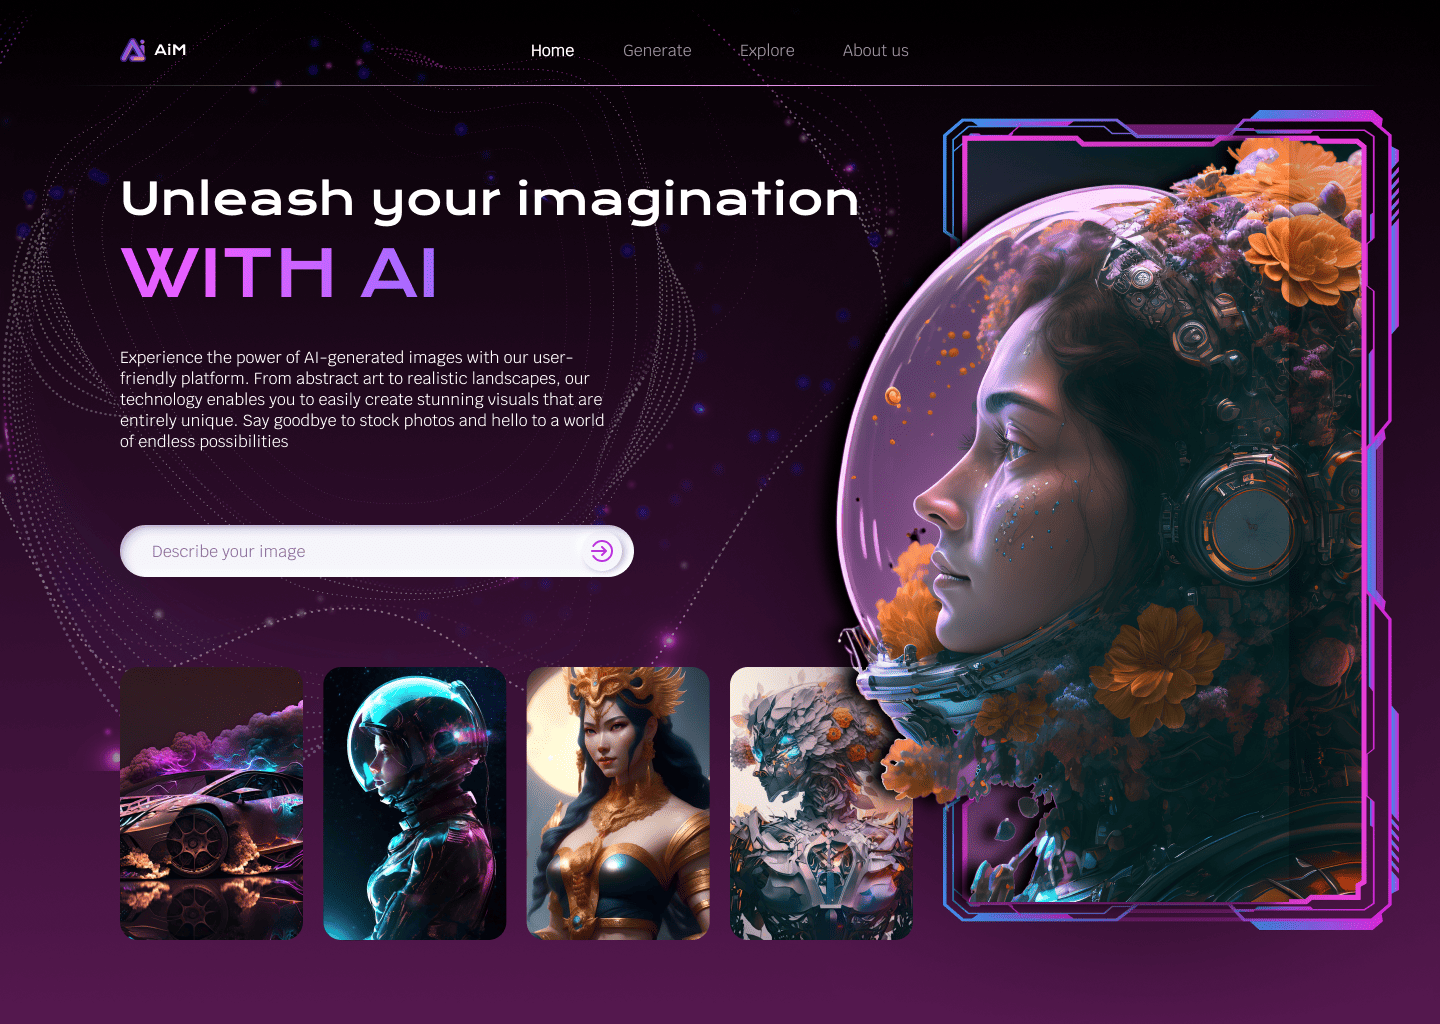 Ai AiM
Home Generate Explore About us
Unleash your imagination
WITH AI
Experience the power of AI-generated images with our user-
friendly platform. From abstract art to realistic landscapes, our
technology enables you to easily create stunning visuals that are
entirely unique. Say goodbye to stock photos and hello to a world
of endless possibilities
Describe your image